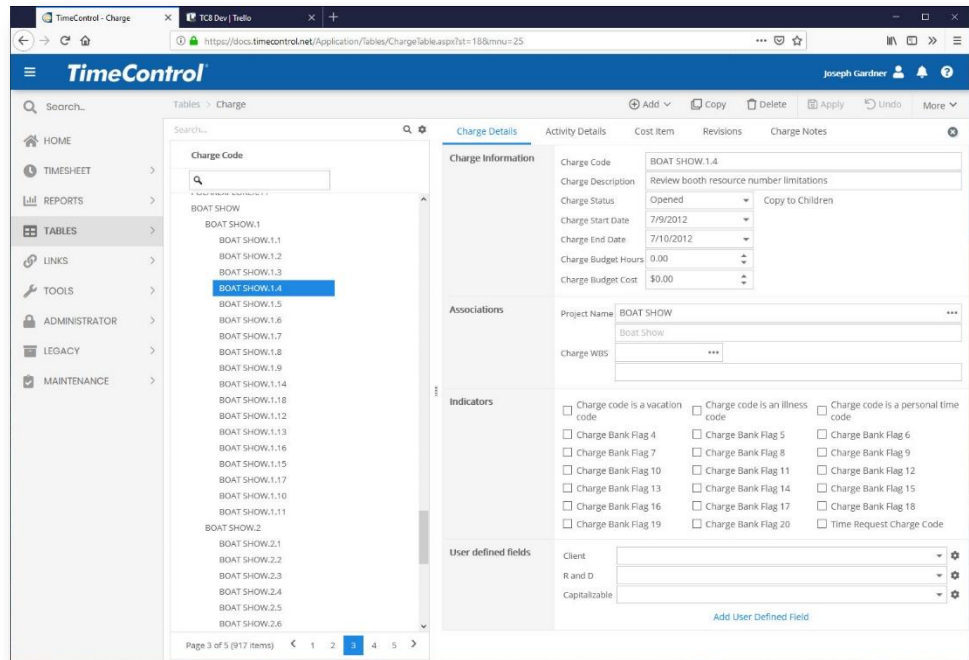 TimeControl - Charge
TC8 Dev | Trello
https://docs.timecontrol.net/Application/Tables/ChargeTable.aspx?st=18&mnu=25
TimeControl
Joseph Gardner
Search...
Tables > Charge
Add
Copy
Delete
Apply
Undo
More
HOME
TIMESHEET
REPORTS
TABLES
LINKS
TOOLS
ADMINISTRATOR
LEGACY
MAINTENANCE
Search...
Charge Code
BOAT SHOW
BOAT SHOW.1
BOAT SHOW.1.1
BOAT SHOW.1.2
BOAT SHOW.1.3
BOAT SHOW.1.4
BOAT SHOW.1.5
BOAT SHOW.1.6
BOAT SHOW.1.7
BOAT SHOW.1.8
BOAT SHOW.1.9
BOAT SHOW.1.14
BOAT SHOW.1.18
BOAT SHOW.1.12
BOAT SHOW.1.13
BOAT SHOW.1.16
BOAT SHOW.1.15
BOAT SHOW.1.17
BOAT SHOW.1.10
BOAT SHOW.1.11
BOAT SHOW.2
BOAT SHOW.2.1
BOAT SHOW.2.2
BOAT SHOW.2.3
BOAT SHOW.2.4
BOAT SHOW.2.5
BOAT SHOW.2.6
Page 3 of 5 (917 items) 1 2 3 4 5
Charge Details Activity Details Cost Item Revisions Charge Notes
Charge Information
Charge Code BOAT SHOW.1.4
Charge Description Review booth resource number limitations
Charge Status Opened Copy to Children
Charge Start Date 7/9/2012
Charge End Date 7/10/2012
Charge Budget Hours 0.00
Charge Budget Cost $0.00
Associations
Project Name BOAT SHOW
Boat Show
Charge WBS
Indicators
Charge code is a vacation code
Charge code is an illness code
Charge code is a personal time code
Charge Bank Flag 4 Charge Bank Flag 5 Charge Bank Flag 6
Charge Bank Flag 7 Charge Bank Flag 8 Charge Bank Flag 9
Charge Bank Flag 10 Charge Bank Flag 11 Charge Bank Flag 12
Charge Bank Flag 13 Charge Bank Flag 14 Charge Bank Flag 15
Charge Bank Flag 16 Charge Bank Flag 17 Charge Bank Flag 18
Charge Bank Flag 19 Charge Bank Flag 20 Time Request Charge Code
User defined fields
Client
R and D
Capitalizable
Add User Defined Field